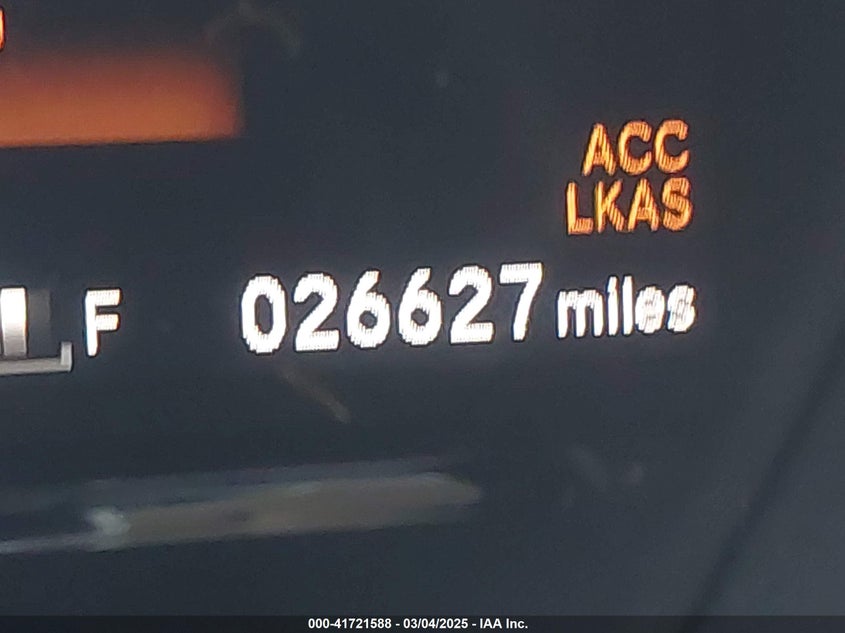 ACC
LKAS
F 026627 miles
000-41721588 - 03/04/2025 - IAA Inc.